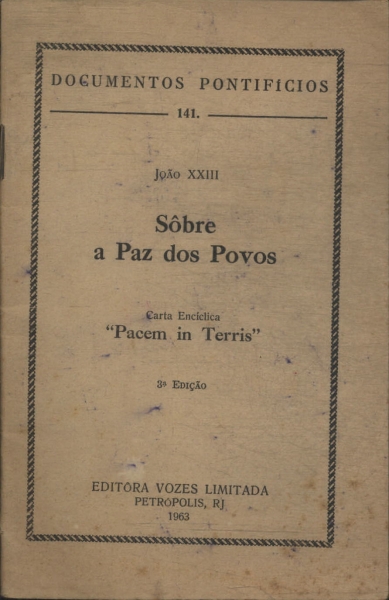 DOCUMENTOS PONTIFÍCIOS
141.
João XXIII
Sôbre
a Paz dos Povos
Carta Encíclica
"Pacem in Terris"
3ª Edição
EDITÔRA VOZES LIMITADA
PETRÓPOLIS, RJ
1963